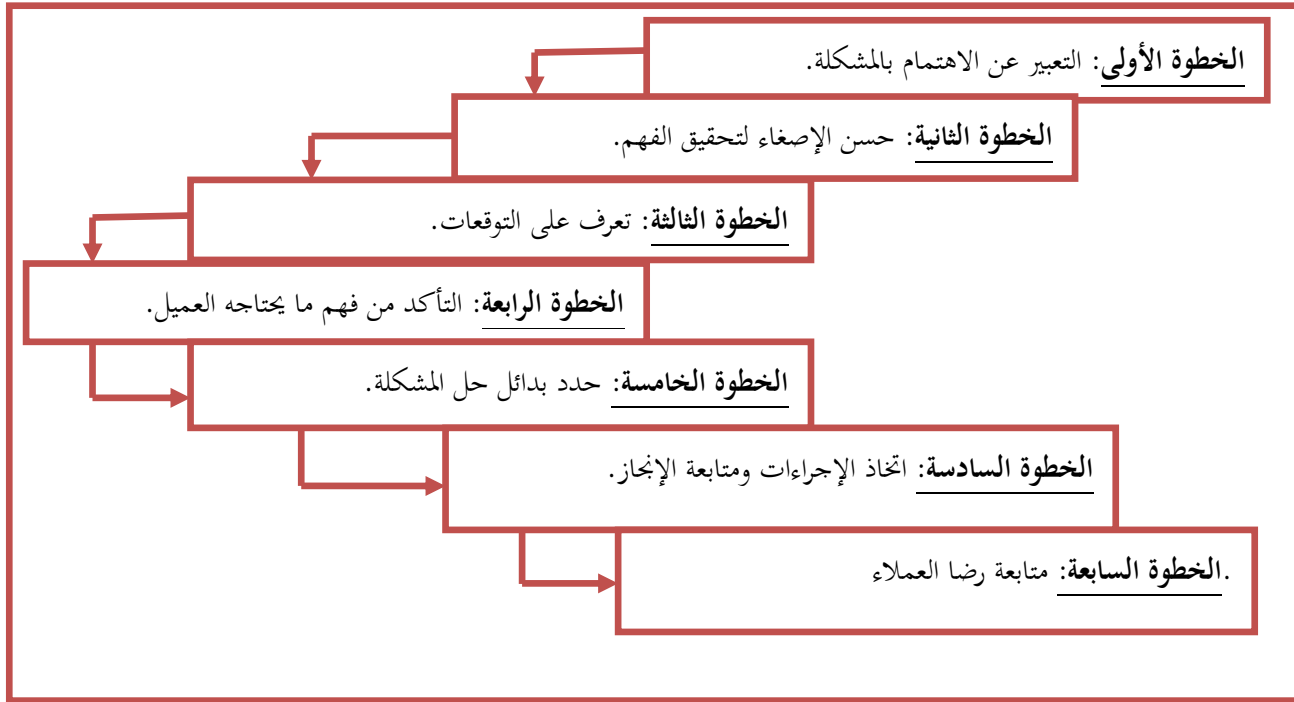 الخطوة الأولى: التعبير عن الاهتمام بالمشكلة.
الخطوة الثانية: حسن الإصغاء لتحقيق الفهم.
الخطوة الثالثة: تعرف على التوقعات.
الخطوة الرابعة: التأكد من فهم ما يحتاجه العميل.
الخطوة الخامسة: حدد بدائل حل المشكلة.
الخطوة السادسة: اتخاذ الإجراءات ومتابعة الإنجاز.
.الخطوة السابعة: متابعة رضا العملاء